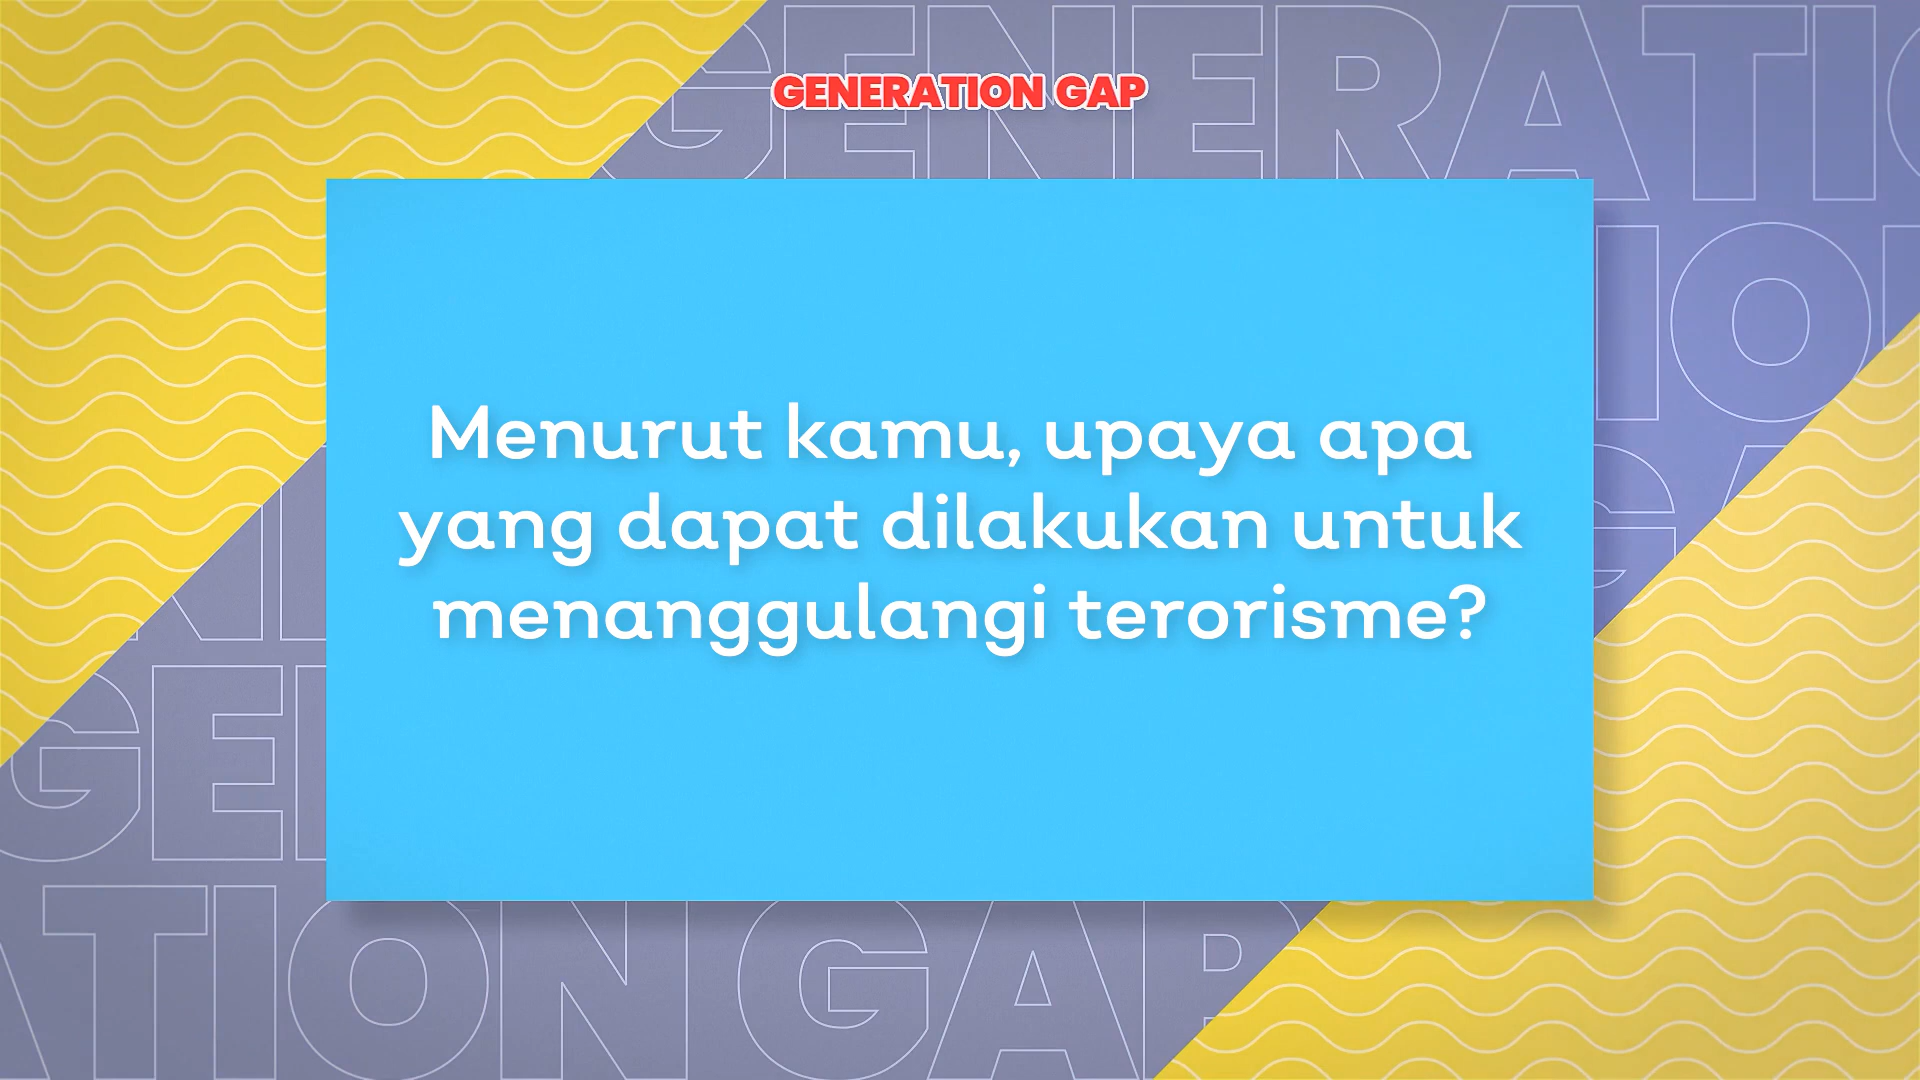 GENERATION GAP
Menurut kamu, upaya apa
yang dapat dilakukan untuk
menanggulangi terorisme?